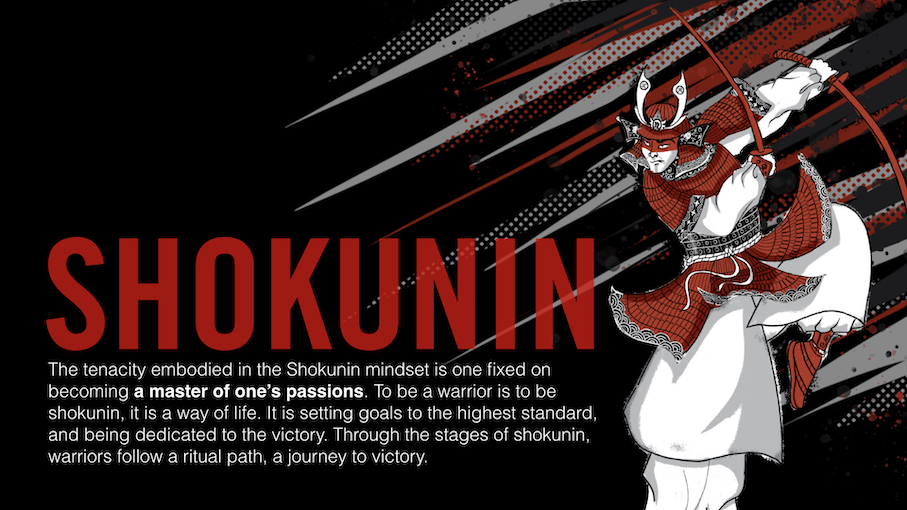 SHOKUNIN
The tenacity embodied in the Shokunin mindset is one fixed on
becoming a master of one’s passions. To be a warrior is to be
shokunin, it is a way of life. It is setting goals to the highest standard,
and being dedicated to the victory. Through the stages of shokunin,
warriors follow a ritual path, a journey to victory.